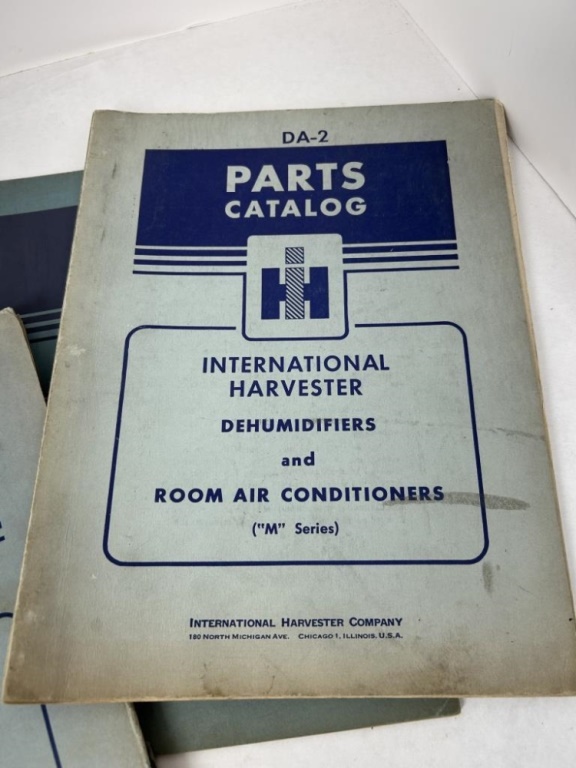 DA-2
PARTS
CATALOG
IH
INTERNATIONAL
HARVESTER
DEHUMIDIFIERS
and
ROOM AIR CONDITIONERS
("M" Series)
INTERNATIONAL HARVESTER COMPANY
180 NORTH MICHIGAN AVE. CHICAGO 1, ILLINOIS, U.S.A.